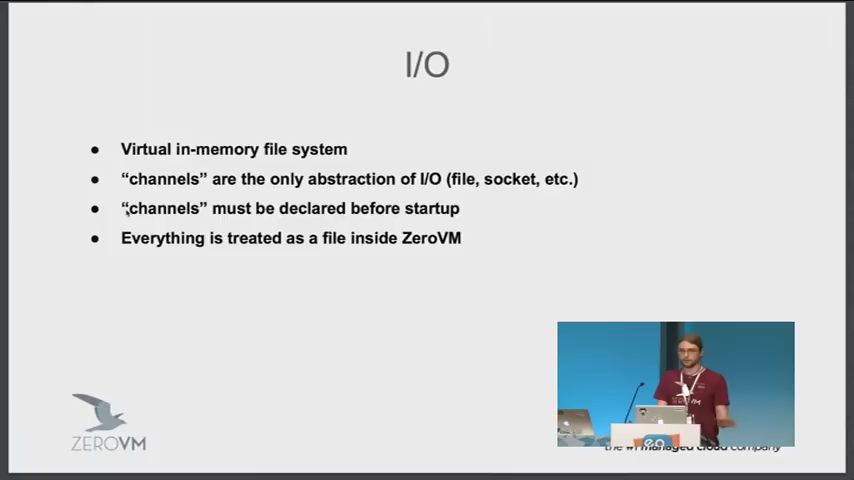 I/O
● Virtual in-memory file system
● “channels” are the only abstraction of I/O (file, socket, etc.)
● “channels” must be declared before startup
● Everything is treated as a file inside ZeroVM
ZEROVM
the #1 managed cloud company